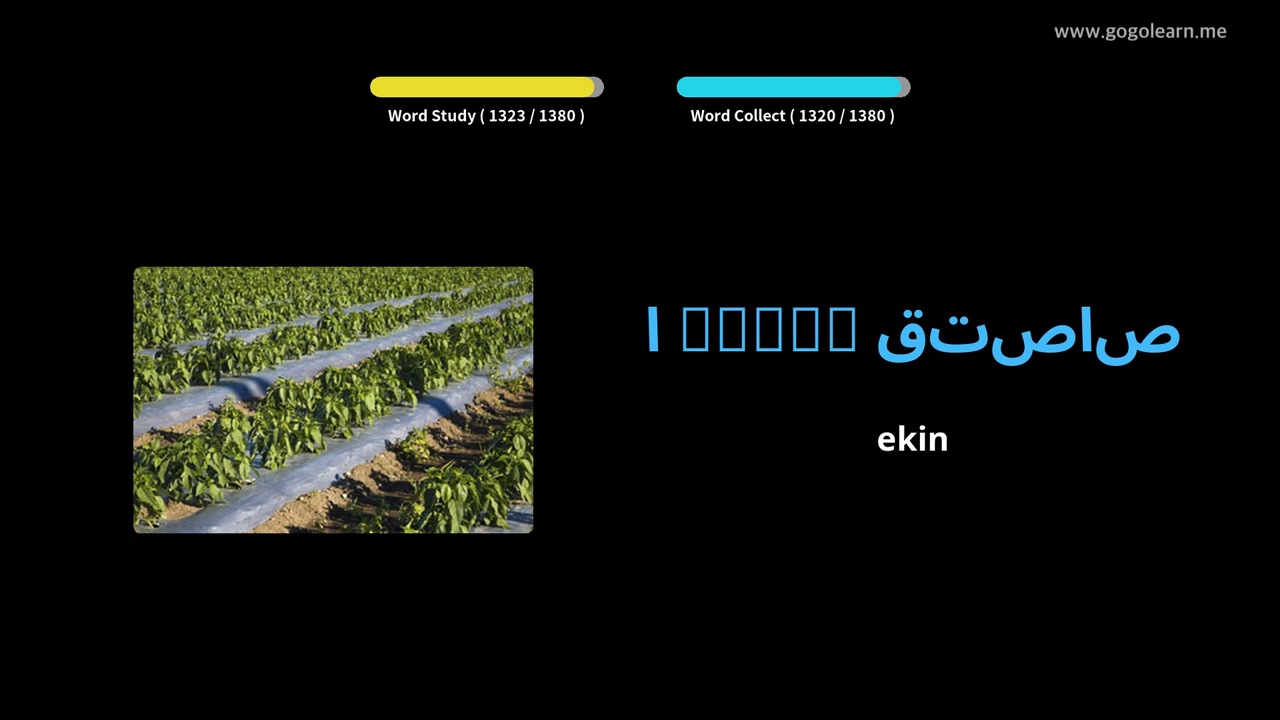 www.gogolearn.me
Word Study ( 1323 / 1380 )
Word Collect ( 1320 / 1380 )
صاصتق □□□□□ ا
ekin